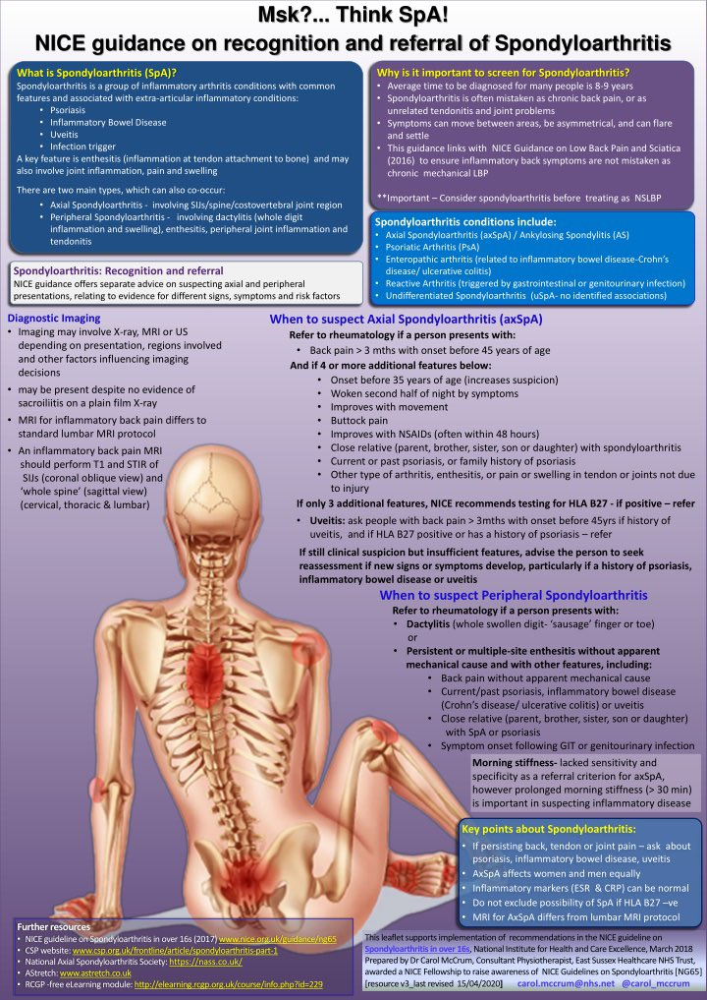 Msk?... Think SpA!
NICE guidance on recognition and referral of Spondyloarthritis
What is Spondyloarthritis (SpA)?
Spondyloarthritis is a group of inflammatory arthritis conditions with common
features and associated with extra-articular inflammatory conditions:
• Psoriasis
• Inflammatory Bowel Disease
• Uveitis
• Infection trigger
A key feature is enthesitis (inflammation at tendon attachment to bone) and may
also involve joint inflammation, pain and swelling
There are two main types, which can also co-occur:
• Axial Spondyloarthritis - involving SIJs/spine/costovertebral joint region
• Peripheral Spondyloarthritis - involving dactylitis (whole digit
inflammation and swelling), enthesitis, peripheral joint inflammation and
tendonitis
Why is it important to screen for Spondyloarthritis?
• Average time to be diagnosed for many people is 8-9 years
• Spondyloarthritis is often mistaken as chronic back pain, or as
unrelated tendonitis and joint problems
• Symptoms can move between areas, be asymmetrical, and can flare
and settle
• This guidance links with NICE Guidance on Low Back Pain and Sciatica
(2016) to ensure inflammatory back symptoms are not mistaken as
chronic mechanical LBP
**Important – Consider spondyloarthritis before treating as NSLBP
Spondyloarthritis conditions include:
• Axial Spondyloarthritis (axSpA) / Ankylosing Spondylitis (AS)
• Psoriatic Arthritis (PsA)
• Enteropathic arthritis (related to inflammatory bowel disease-Crohn's
disease/ ulcerative colitis)
• Reactive Arthritis (triggered by gastrointestinal or genitourinary infection)
• Undifferentiated Spondyloarthritis (uSpA- no identified associations)
Spondyloarthritis: Recognition and referral
NICE guidance offers separate advice on suspecting axial and peripheral
presentations, relating to evidence for different signs, symptoms and risk factors
Diagnostic Imaging
• Imaging may involve X-ray, MRI or US
depending on presentation, regions involved
and other factors influencing imaging
decisions
• may be present despite no evidence of
sacroiliitis on a plain film X-ray
• MRI for inflammatory back pain differs to
standard lumbar MRI protocol
• An inflammatory back pain MRI
should perform T1 and STIR of
SIJs (coronal oblique view) and
'whole spine' (sagittal view)
(cervical, thoracic & lumbar)
When to suspect Axial Spondyloarthritis (axSpA)
Refer to rheumatology if a person presents with:
• Back pain > 3 mths with onset before 45 years of age
And if 4 or more additional features below:
• Onset before 35 years of age (increases suspicion)
• Woken second half of night by symptoms
• Improves with movement
• Buttock pain
• Improves with NSAIDs (often within 48 hours)
• Close relative (parent, brother, sister, son or daughter) with spondyloarthritis
• Current or past psoriasis, or family history of psoriasis
• Other type of arthritis, enthesitis, or pain or swelling in tendon or joints not due
to injury
If only 3 additional features, NICE recommends testing for HLA B27 - if positive – refer
• Uveitis: ask people with back pain > 3mths with onset before 45yrs if history of
uveitis, and if HLA B27 positive or has a history of psoriasis – refer
If still clinical suspicion but insufficient features, advise the person to seek
reassessment if new signs or symptoms develop, particularly if a history of psoriasis,
inflammatory bowel disease or uveitis
When to suspect Peripheral Spondyloarthritis
Refer to rheumatology if a person presents with:
• Dactylitis (whole swollen digit- 'sausage' finger or toe)
or
• Persistent or multiple-site enthesitis without apparent
mechanical cause and with other features, including:
• Back pain without apparent mechanical cause
• Current/past psoriasis, inflammatory bowel disease
(Crohn's disease/ ulcerative colitis) or uveitis
• Close relative (parent, brother, sister, son or daughter)
with SpA or psoriasis
• Symptom onset following GIT or genitourinary infection
Morning stiffness- lacked sensitivity and
specificity as a referral criterion for axSpA,
however prolonged morning stiffness (> 30 min)
is important in suspecting inflammatory disease
Key points about Spondyloarthritis:
• If persisting back, tendon or joint pain – ask about
psoriasis, inflammatory bowel disease, uveitis
• AxSpA affects women and men equally
• Inflammatory markers (ESR & CRP) can be normal
• Do not exclude possibility of SpA if HLA B27 –ve
• MRI for AxSpA differs from lumbar MRI protocol
Further resources
• NICE guideline on Spondyloarthritis in over 16s (2017) www.nice.org.uk/guidance/ng65
• CSP website: www.csp.org.uk/frontline/article/spondyloarthritis-part-1
• National Axial Spondyloarthritis Society: https://nass.co.uk/
• AStretch: www.astretch.co.uk
• RCGP -free eLearning module: http://elearning.rcgp.org.uk/course/info.php?id=229
This leaflet supports implementation of recommendations in the NICE guideline on
Spondyloarthritis in over 16s, National Institute for Health and Care Excellence, March 2018
Prepared by Dr Carol McCrum, Consultant Physiotherapist, East Sussex Healthcare NHS Trust,
awarded a NICE Fellowship to raise awareness of NICE Guidelines on Spondyloarthritis [NG65]
[resource v3_last revised 15/04/2020] carol.mccrum@nhs.net @carol_mccrum